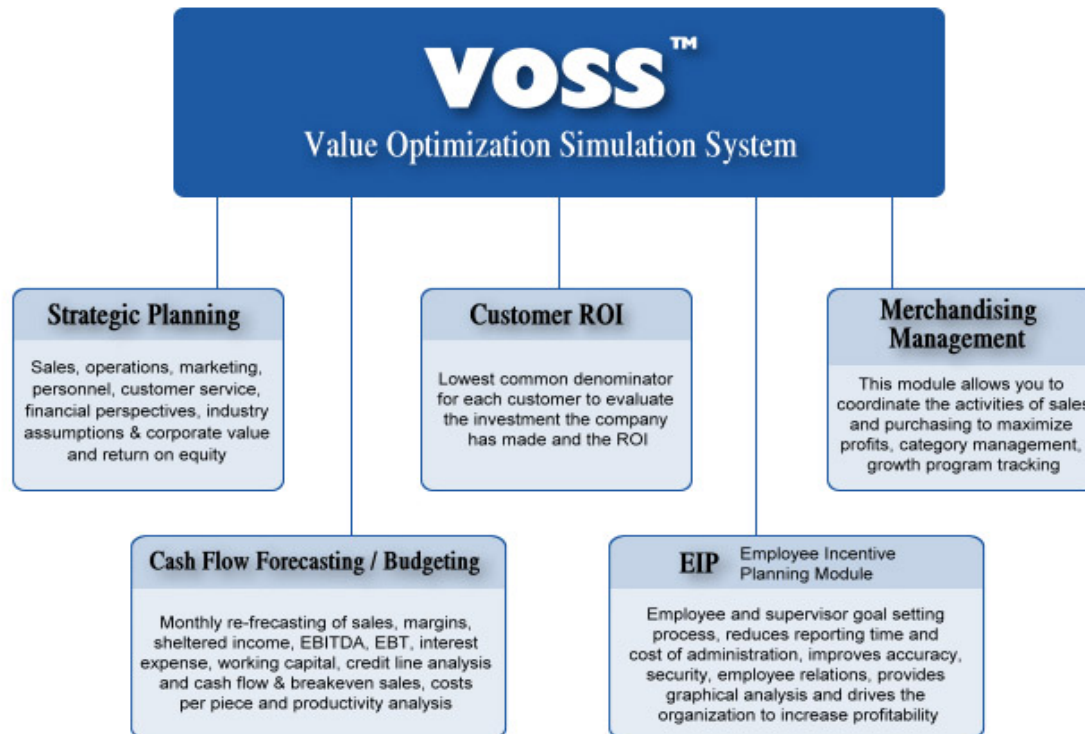 VOSS™
Value Optimization Simulation System
Strategic Planning
Sales, operations, marketing,
personnel, customer service,
financial perspectives, industry
assumptions & corporate value
and return on equity
Customer ROI
Lowest common denominator
for each customer to evaluate
the investment the company
has made and the ROI
Merchandising
Management
This module allows you to
coordinate the activities of sales
and purchasing to maximize
profits, category management,
growth program tracking
Cash Flow Forecasting / Budgeting
Monthly re-frecasting of sales, margins,
sheltered income, EBITDA, EBT, interest
expense, working capital, credit line analysis
and cash flow & breakeven sales, costs
per piece and productivity analysis
EIP Employee Incentive
Planning Module
Employee and supervisor goal setting
process, reduces reporting time and
cost of administration, improves accuracy,
security, employee relations, provides
graphical analysis and drives the
organization to increase profitability